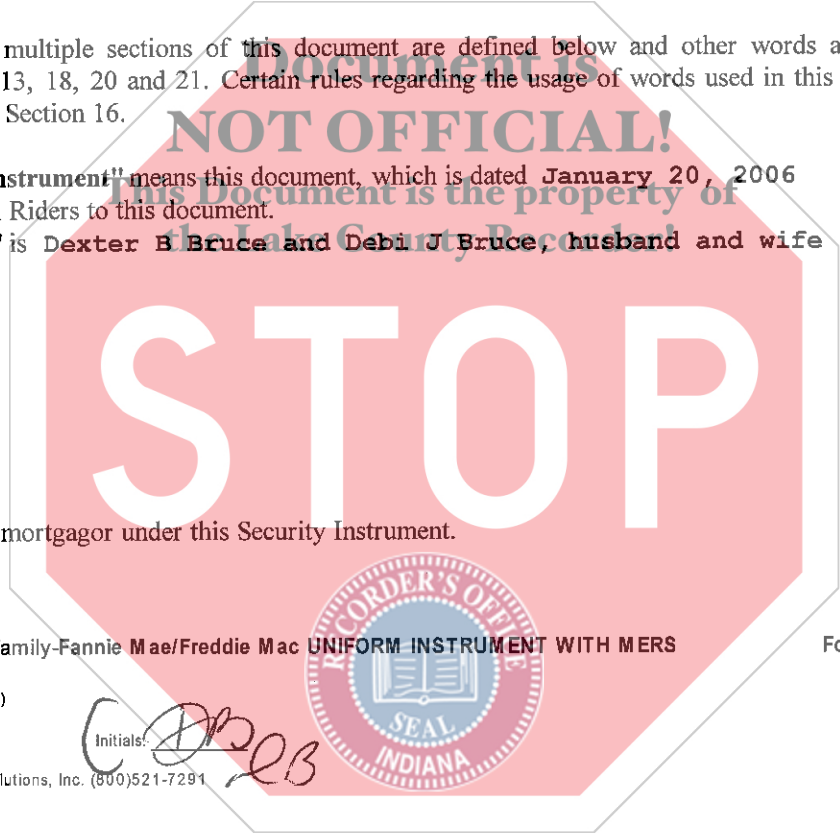 multiple sections of this document are defined below and other words a
13, 18, 20 and 21. Certain rules regarding the usage of words used in this
Section 16.
Document is
NOT OFFICIAL!
This Document is the property of
the Lake County Recorder!
nstrument" means this document, which is dated January 20, 2006
Riders to this document.
is Dexter B Bruce and Debi J Bruce, husband and wife
STOP
mortgagor under this Security Instrument.
RECORDER'S OFFICE
SEAL
INDIANA
amily-Fannie Mae/Freddie Mac UNIFORM INSTRUMENT WITH MERS Fo
)
Initials: DB
DB
lutions, Inc. (800)521-7291